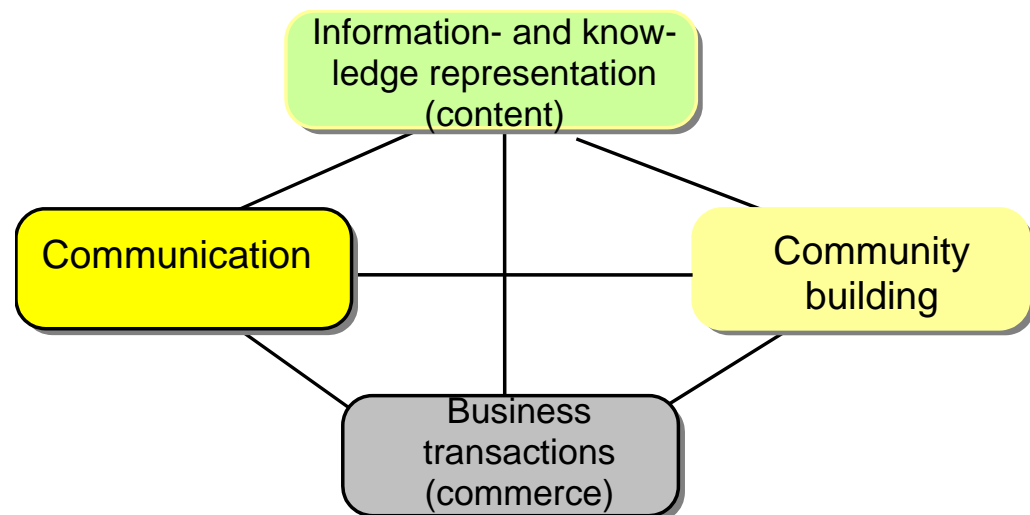 Information- and know-
ledge representation
(content)
Communication
Community
building
Business
transactions
(commerce)